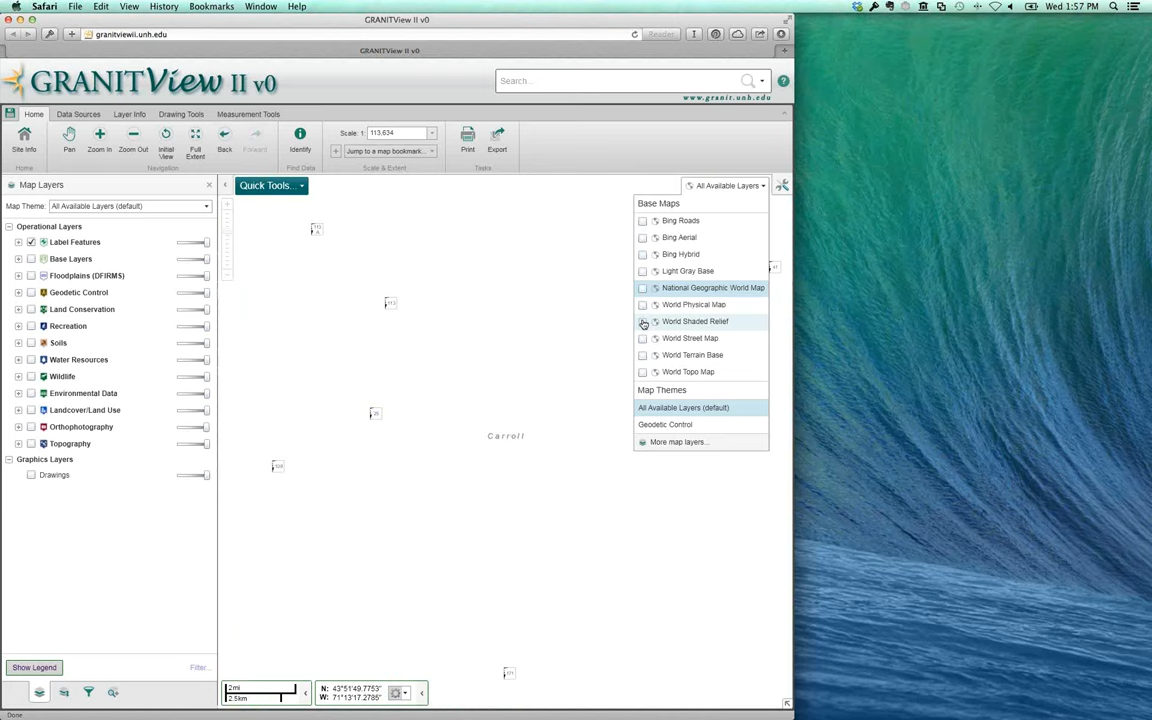 Safari File Edit View History Bookmarks Window Help
Wed 1:57 PM
GRANITView II v0
granitviewii.unh.edu
Reader
GRANITView II v0
GRANITView II v0
Search...
www.granit.unh.edu
Home Data Sources Layer Info Drawing Tools Measurement Tools
Site Info
Pan
Zoom In
Zoom Out
Initial View
Full Extent
Back
Forward
Identify
Scale: 1: 113,634
Jump to a map bookmark...
Print
Export
Home
Navigation
Find Data
Scale & Extent
Tasks
Map Layers
Map Theme: All Available Layers (default)
Operational Layers
Label Features
Base Layers
Floodplains (DFIRMS)
Geodetic Control
Land Conservation
Recreation
Soils
Water Resources
Wildlife
Environmental Data
Landcover/Land Use
Orthophotography
Topography
Graphics Layers
Drawings
Show Legend
Filter...
Quick Tools...
113 A
113
25
Carroll
171
41
2mi
2.5km
N: 43°51'49.7753"
W: 71°13'17.2785"
All Available Layers
Base Maps
Bing Roads
Bing Aerial
Bing Hybrid
Light Gray Base
National Geographic World Map
World Physical Map
World Shaded Relief
World Street Map
World Terrain Base
World Topo Map
Map Themes
All Available Layers (default)
Geodetic Control
More map layers...
Done